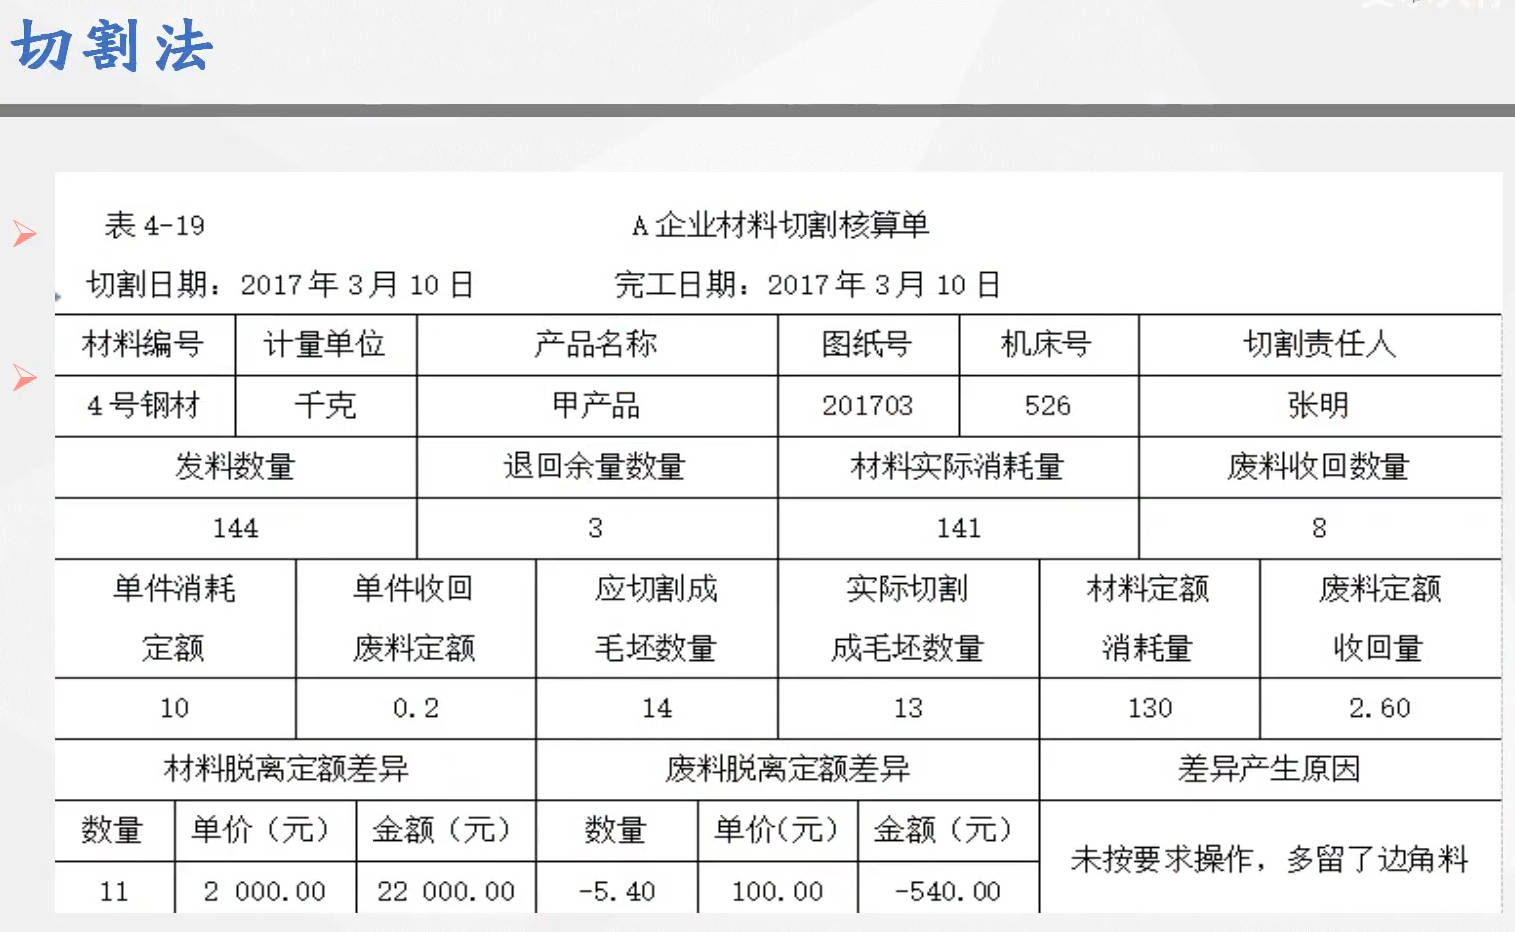 切割法
表 4-19 A 企业材料切割核算单
切割日期：2017 年 3 月 10 日 完工日期：2017 年 3 月 10 日
材料编号 计量单位 产品名称 图纸号 机床号 切割责任人
4 号钢材 千克 甲产品 201703 526 张明
发料数量 退回余量数量 材料实际消耗量 废料收回数量
144 3 141 8
单件消耗 单件收回 应切割成 实际切割 材料定额 废料定额
定额 废料定额 毛坯数量 成毛坯数量 消耗量 收回量
10 0.2 14 13 130 2.60
材料脱离定额差异 废料脱离定额差异 差异产生原因
数量 单价（元） 金额（元） 数量 单价(元) 金额（元）
未按要求操作，多留了边角料
11 2 000.00 22 000.00 -5.40 100.00 -540.00